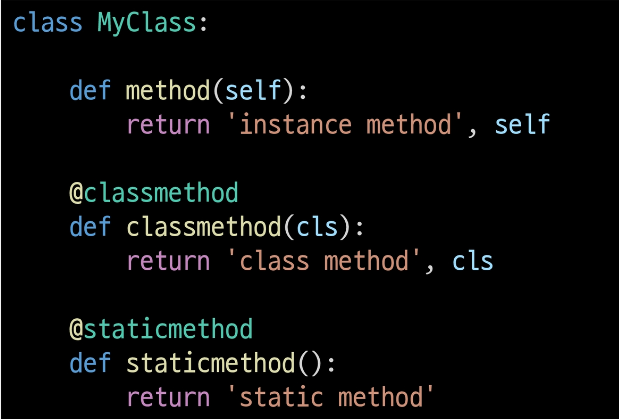 class MyClass:
    def method(self):
        return 'instance method', self
    @classmethod
    def classmethod(cls):
        return 'class method', cls
    @staticmethod
    def staticmethod():
        return 'static method'